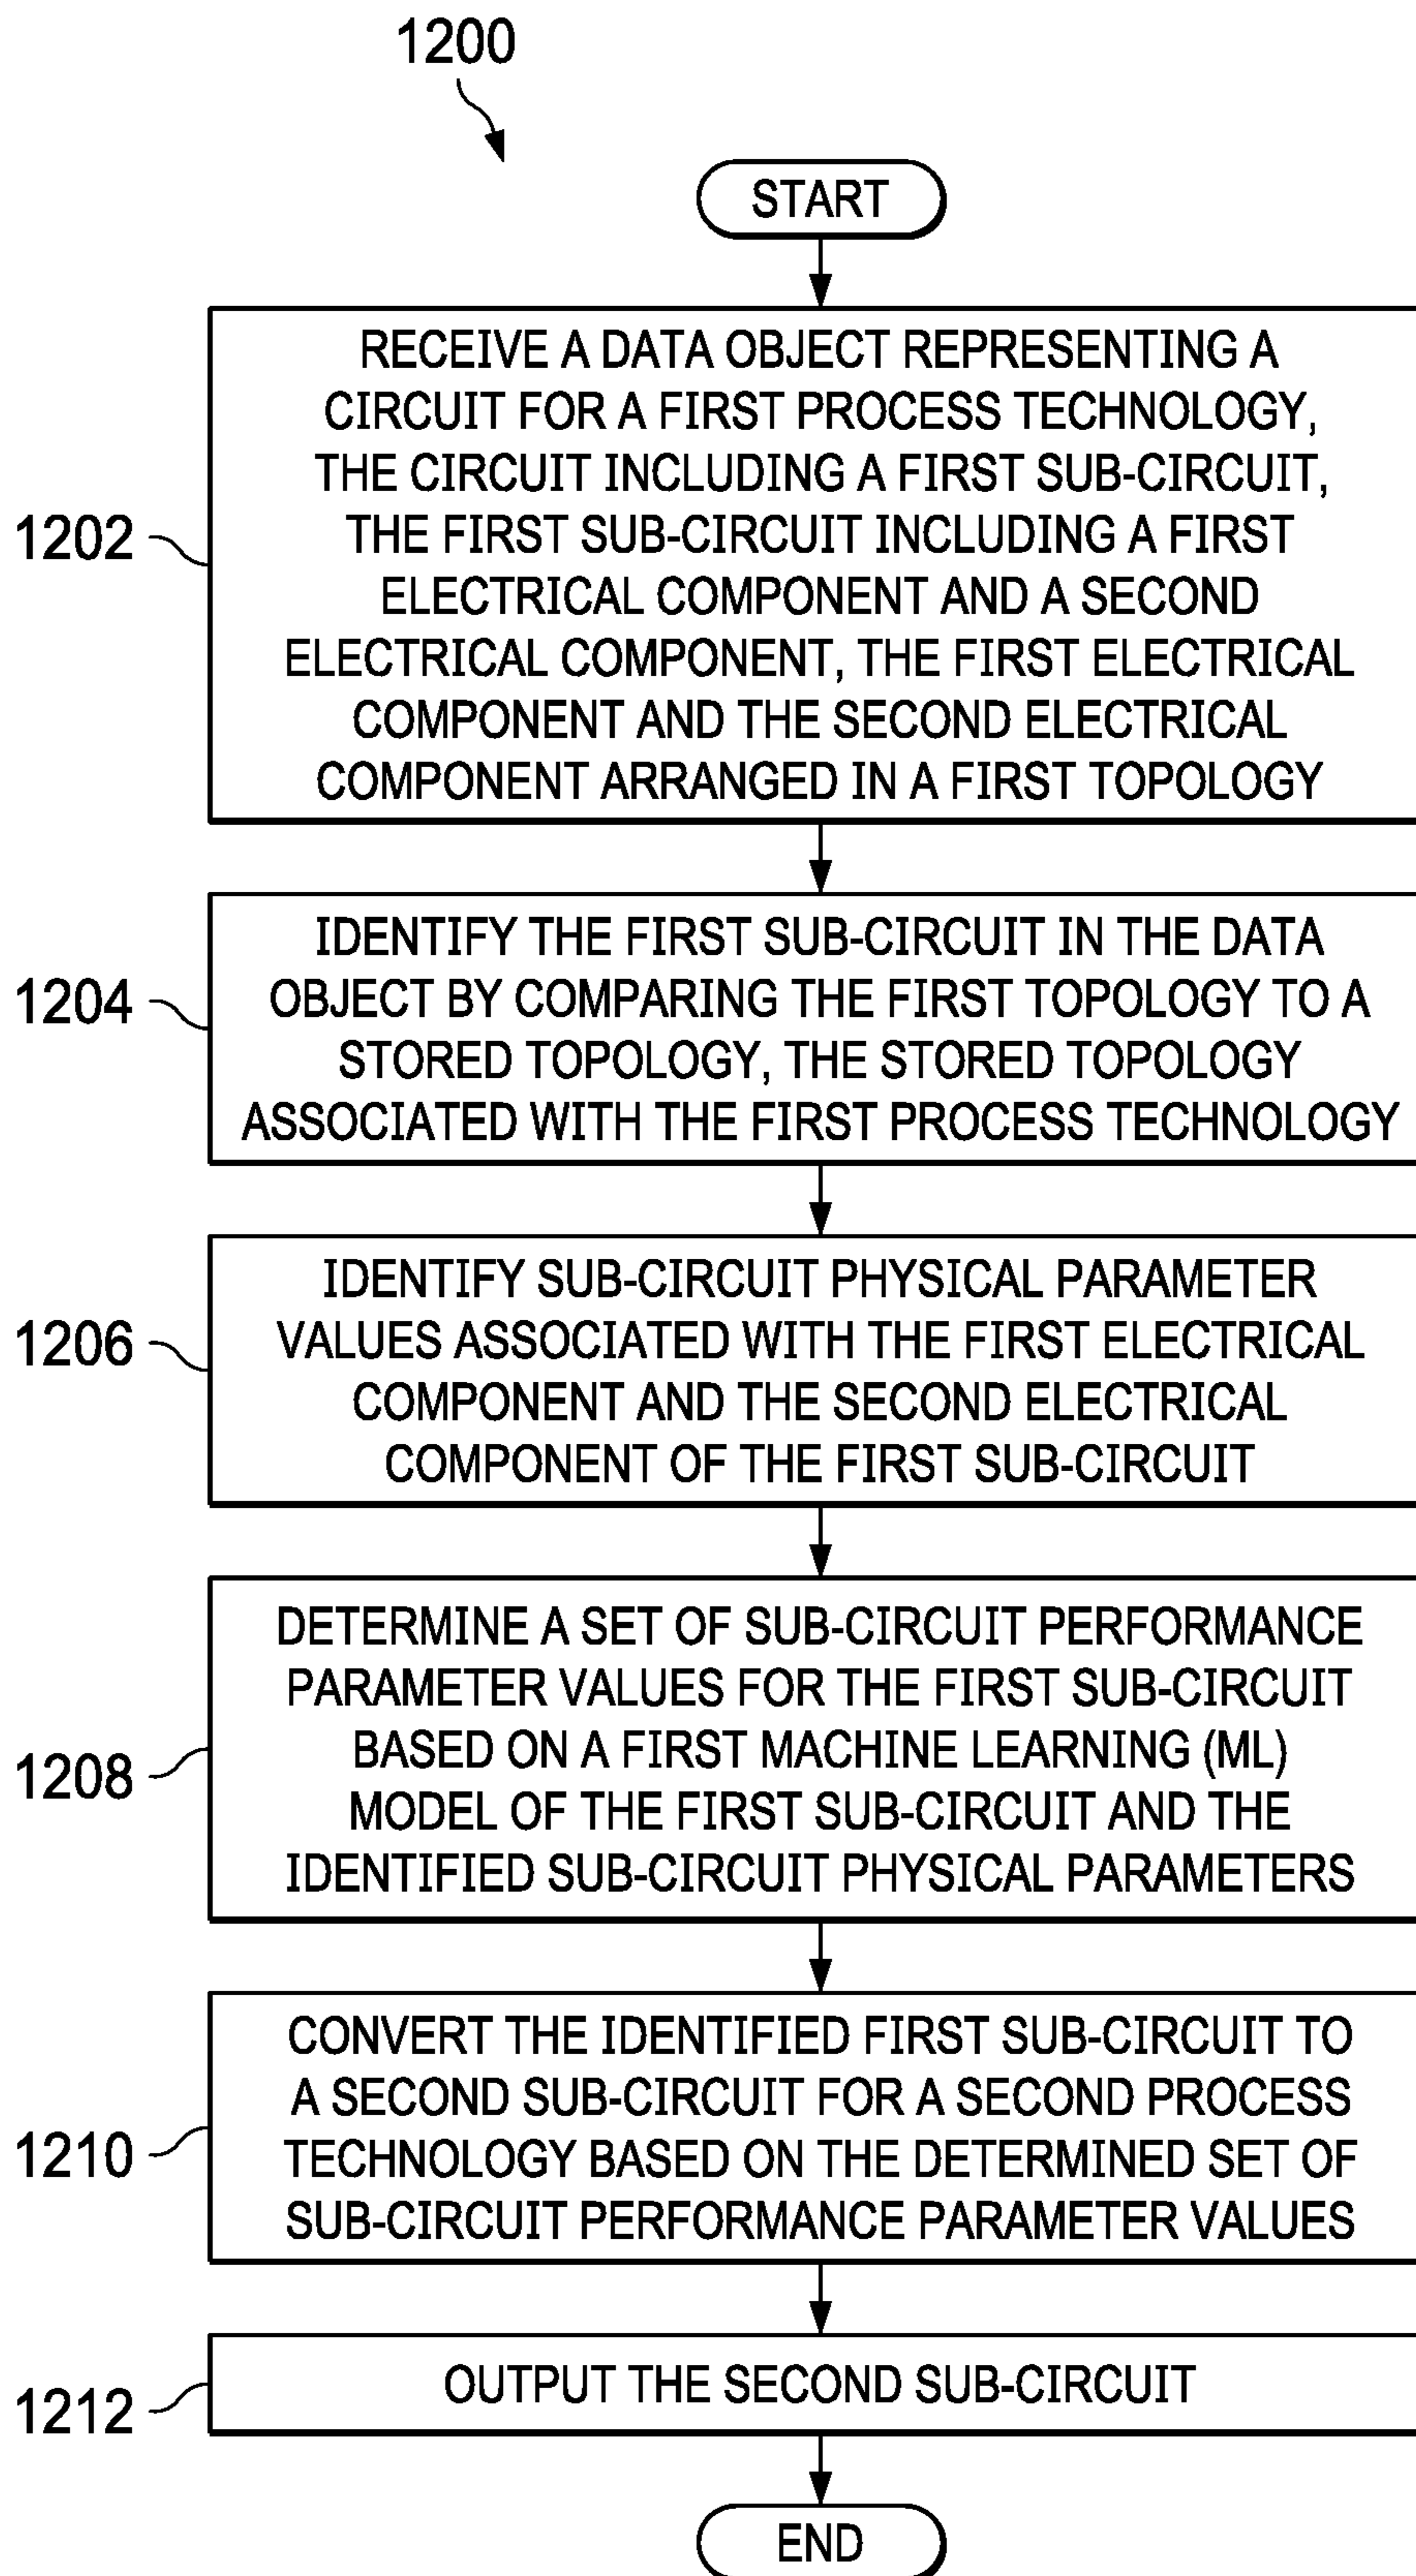 1200
START
RECEIVE A DATA OBJECT REPRESENTING A
CIRCUIT FOR A FIRST PROCESS TECHNOLOGY,
THE CIRCUIT INCLUDING A FIRST SUB-CIRCUIT,
1202
THE FIRST SUB-CIRCUIT INCLUDING A FIRST
ELECTRICAL COMPONENT AND A SECOND
ELECTRICAL COMPONENT, THE FIRST ELECTRICAL
COMPONENT AND THE SECOND ELECTRICAL
COMPONENT ARRANGED IN A FIRST TOPOLOGY
IDENTIFY THE FIRST SUB-CIRCUIT IN THE DATA
1204
OBJECT BY COMPARING THE FIRST TOPOLOGY TO A
STORED TOPOLOGY, THE STORED TOPOLOGY
ASSOCIATED WITH THE FIRST PROCESS TECHNOLOGY
IDENTIFY SUB-CIRCUIT PHYSICAL PARAMETER
1206
VALUES ASSOCIATED WITH THE FIRST ELECTRICAL
COMPONENT AND THE SECOND ELECTRICAL
COMPONENT OF THE FIRST SUB-CIRCUIT
DETERMINE A SET OF SUB-CIRCUIT PERFORMANCE
PARAMETER VALUES FOR THE FIRST SUB-CIRCUIT
BASED ON A FIRST MACHINE LEARNING (ML)
1208
MODEL OF THE FIRST SUB-CIRCUIT AND THE
IDENTIFIED SUB-CIRCUIT PHYSICAL PARAMETERS
CONVERT THE IDENTIFIED FIRST SUB-CIRCUIT TO
A SECOND SUB-CIRCUIT FOR A SECOND PROCESS
1210
TECHNOLOGY BASED ON THE DETERMINED SET OF
SUB-CIRCUIT PERFORMANCE PARAMETER VALUES
1212
OUTPUT THE SECOND SUB-CIRCUIT
END